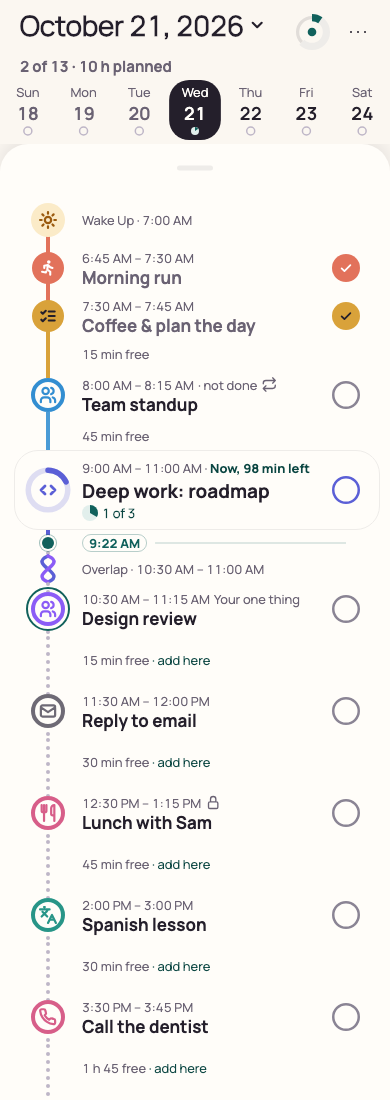 October 21, 2026
2 of 13 · 10 h planned
Sun Mon Tue Wed Thu Fri Sat
18 19 20 21 22 23 24
Wake Up · 7:00 AM
6:45 AM – 7:30 AM
Morning run
7:30 AM – 7:45 AM
Coffee & plan the day
15 min free
8:00 AM – 8:15 AM · not done
Team standup
45 min free
9:00 AM – 11:00 AM · Now, 98 min left
Deep work: roadmap
1 of 3
9:22 AM
Overlap · 10:30 AM – 11:00 AM
10:30 AM – 11:15 AM Your one thing
Design review
15 min free · add here
11:30 AM – 12:00 PM
Reply to email
30 min free · add here
12:30 PM – 1:15 PM
Lunch with Sam
45 min free · add here
2:00 PM – 3:00 PM
Spanish lesson
30 min free · add here
3:30 PM – 3:45 PM
Call the dentist
1 h 45 free · add here